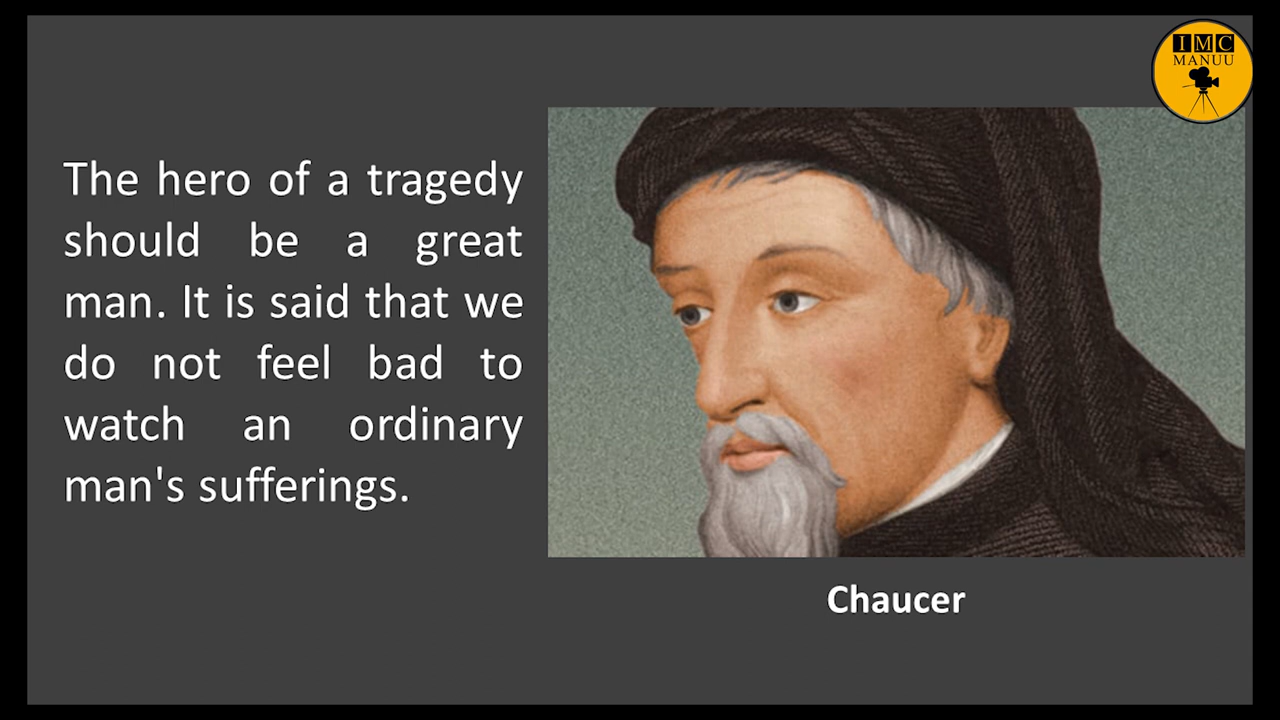 IMC
MANUU
The hero of a tragedy
should be a great
man. It is said that we
do not feel bad to
watch an ordinary
man's sufferings.
Chaucer